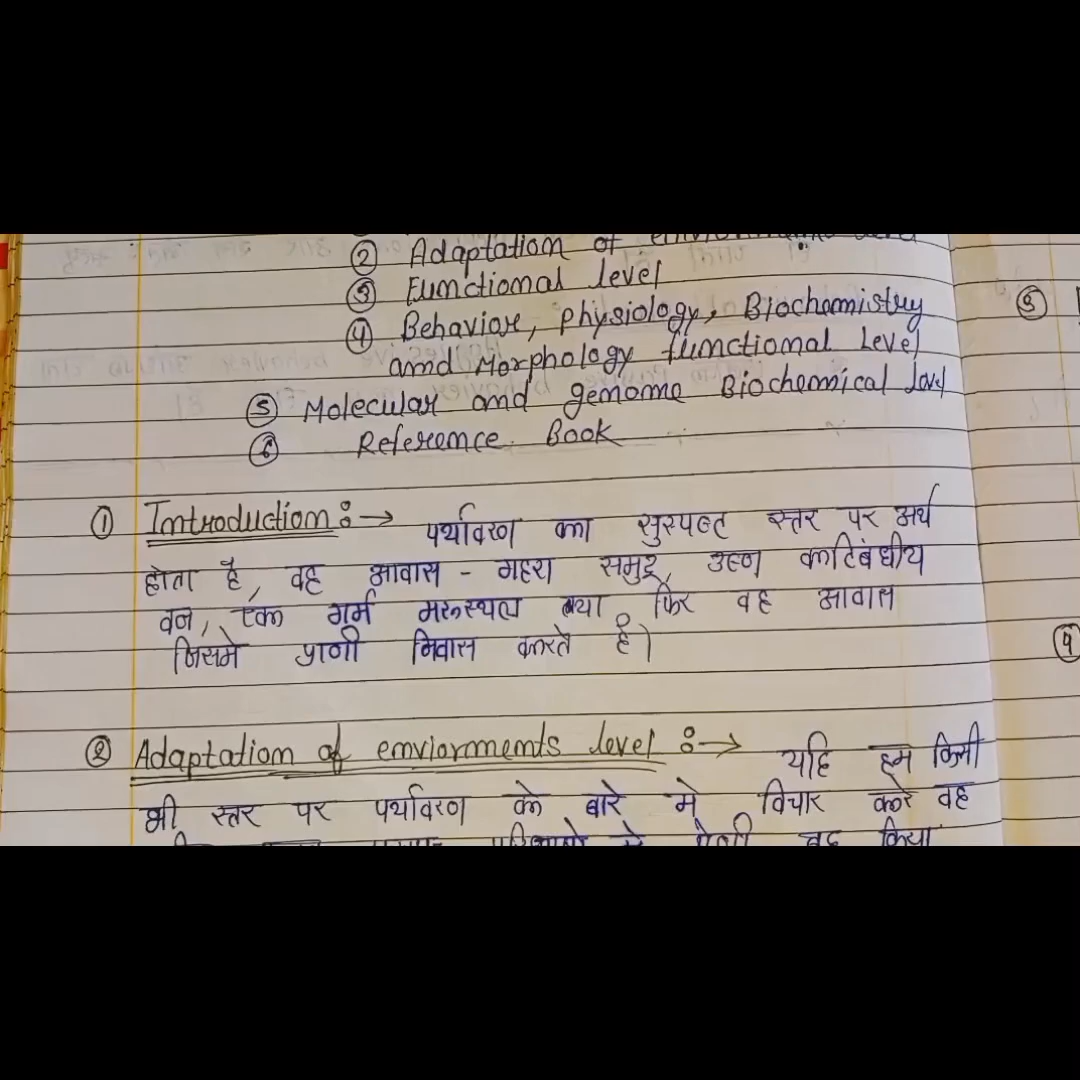 ② Adaptation of
③ Functional level
④ Behavior, physiology, Biochemistry
and Morphology functional Level
⑤ Molecular and genome Biochemical level
⑥ Reference Book
⑤
① Introduction :→ पर्यावरण का सुस्पष्ट स्तर पर अर्थ
होता है, वह आवास - गहरा समुद्र, उष्ण कटिबंधीय
वन, एक गर्म मरुस्थल क्या फिर वह आवास
जिसमे प्राणी निवास करते है।
④
② Adaptation of enviorments level :→ यदि हम किसी
भी स्तर पर पर्यावरण के बारे मे विचार करे वह